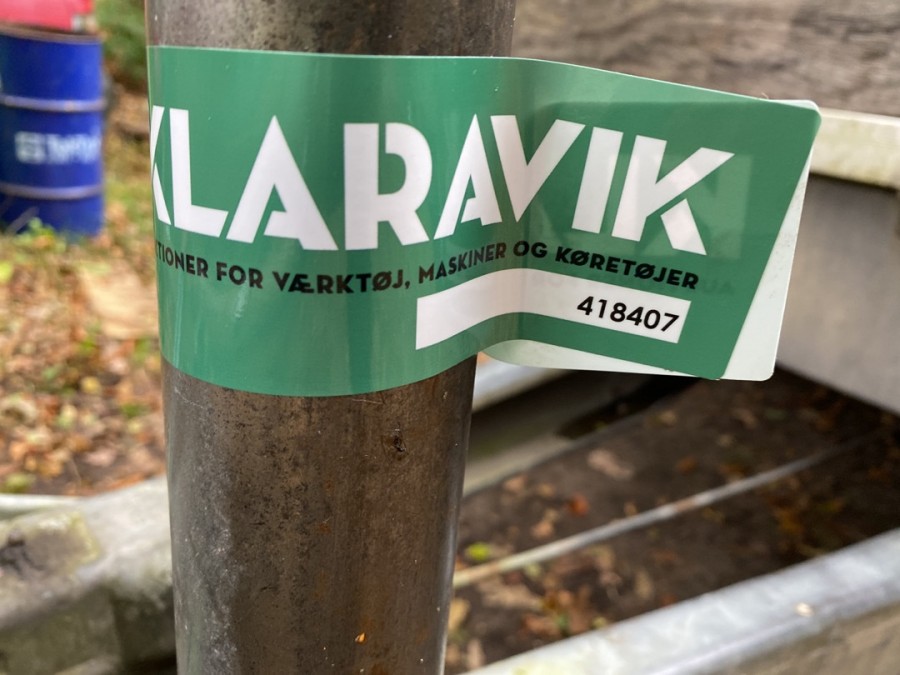 KLARAVIK
TIONER FOR VÆRKTØJ, MASKINER OG KØRETØJER
418407